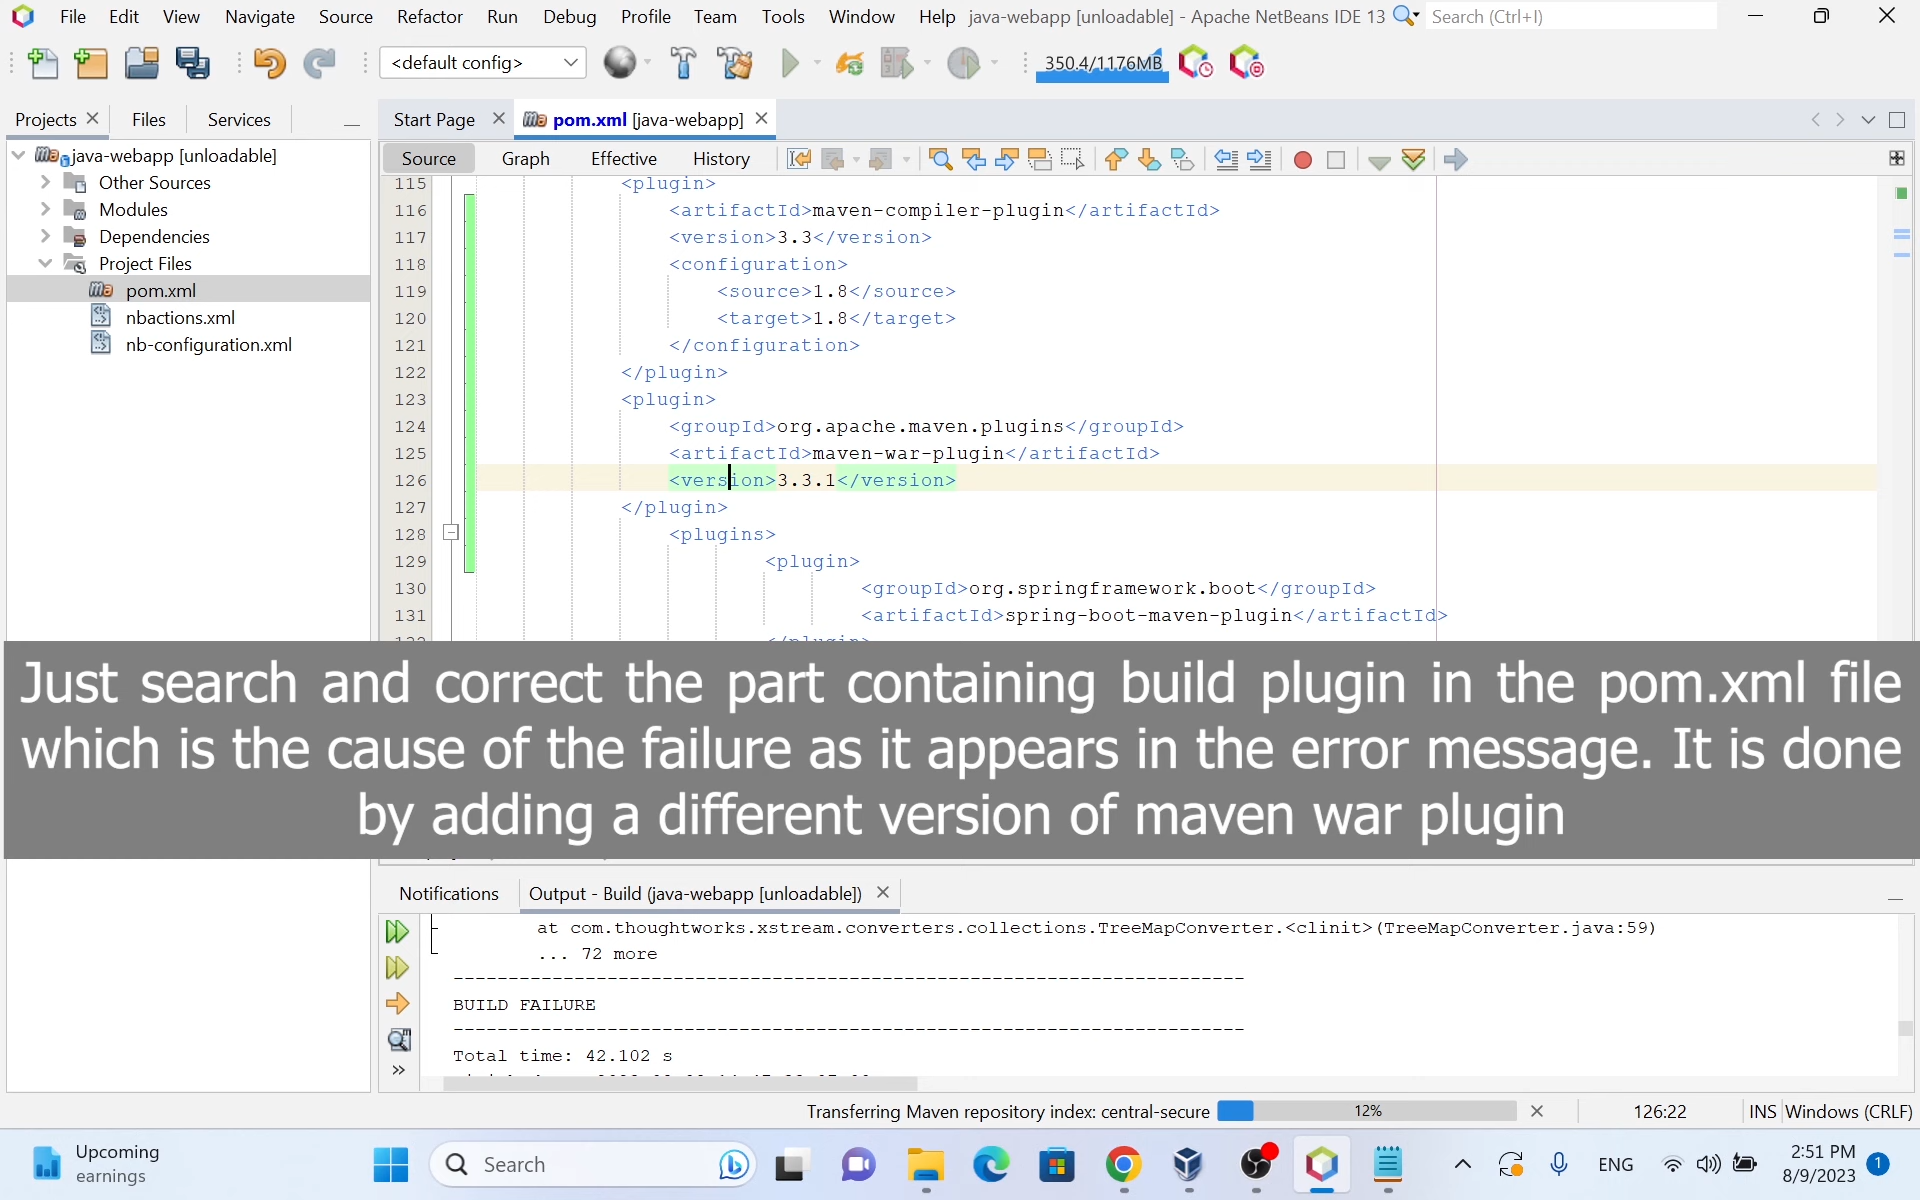 File Edit View Navigate Source Refactor Run Debug Profile Team Tools Window Help java-webapp [unloadable] - Apache NetBeans IDE 13 Search (Ctrl+I)
<default config> 350.4/1176MB
Projects Files Services Start Page pom.xml [java-webapp]
java-webapp [unloadable]
Other Sources
Modules
Dependencies
Project Files
pom.xml
nbactions.xml
nb-configuration.xml
Source Graph Effective History
115 <plugin>
116 <artifactId>maven-compiler-plugin</artifactId>
117 <version>3.3</version>
118 <configuration>
119 <source>1.8</source>
120 <target>1.8</target>
121 </configuration>
122 </plugin>
123 <plugin>
124 <groupId>org.apache.maven.plugins</groupId>
125 <artifactId>maven-war-plugin</artifactId>
126 <version>3.3.1</version>
127 </plugin>
128 <plugins>
129 <plugin>
130 <groupId>org.springframework.boot</groupId>
131 <artifactId>spring-boot-maven-plugin</artifactId>
Just search and correct the part containing build plugin in the pom.xml file
which is the cause of the failure as it appears in the error message. It is done
by adding a different version of maven war plugin
Notifications Output - Build (java-webapp [unloadable])
at com.thoughtworks.xstream.converters.collections.TreeMapConverter.<clinit>(TreeMapConverter.java:59)
... 72 more
------------------------------------------------------------------------
BUILD FAILURE
------------------------------------------------------------------------
Total time: 42.102 s
Transferring Maven repository index: central-secure 12% 126:22 INS Windows (CRLF)
Upcoming
earnings
Search
ENG
2:51 PM
8/9/2023
1